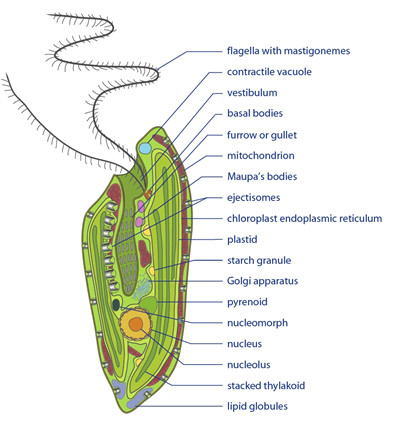 flagella with mastigonemes
contractile vacuole
vestibulum
basal bodies
furrow or gullet
mitochondrion
Maupa's bodies
ejectisomes
chloroplast endoplasmic reticulum
plastid
starch granule
Golgi apparatus
pyrenoid
nucleomorph
nucleus
nucleolus
stacked thylakoid
lipid globules